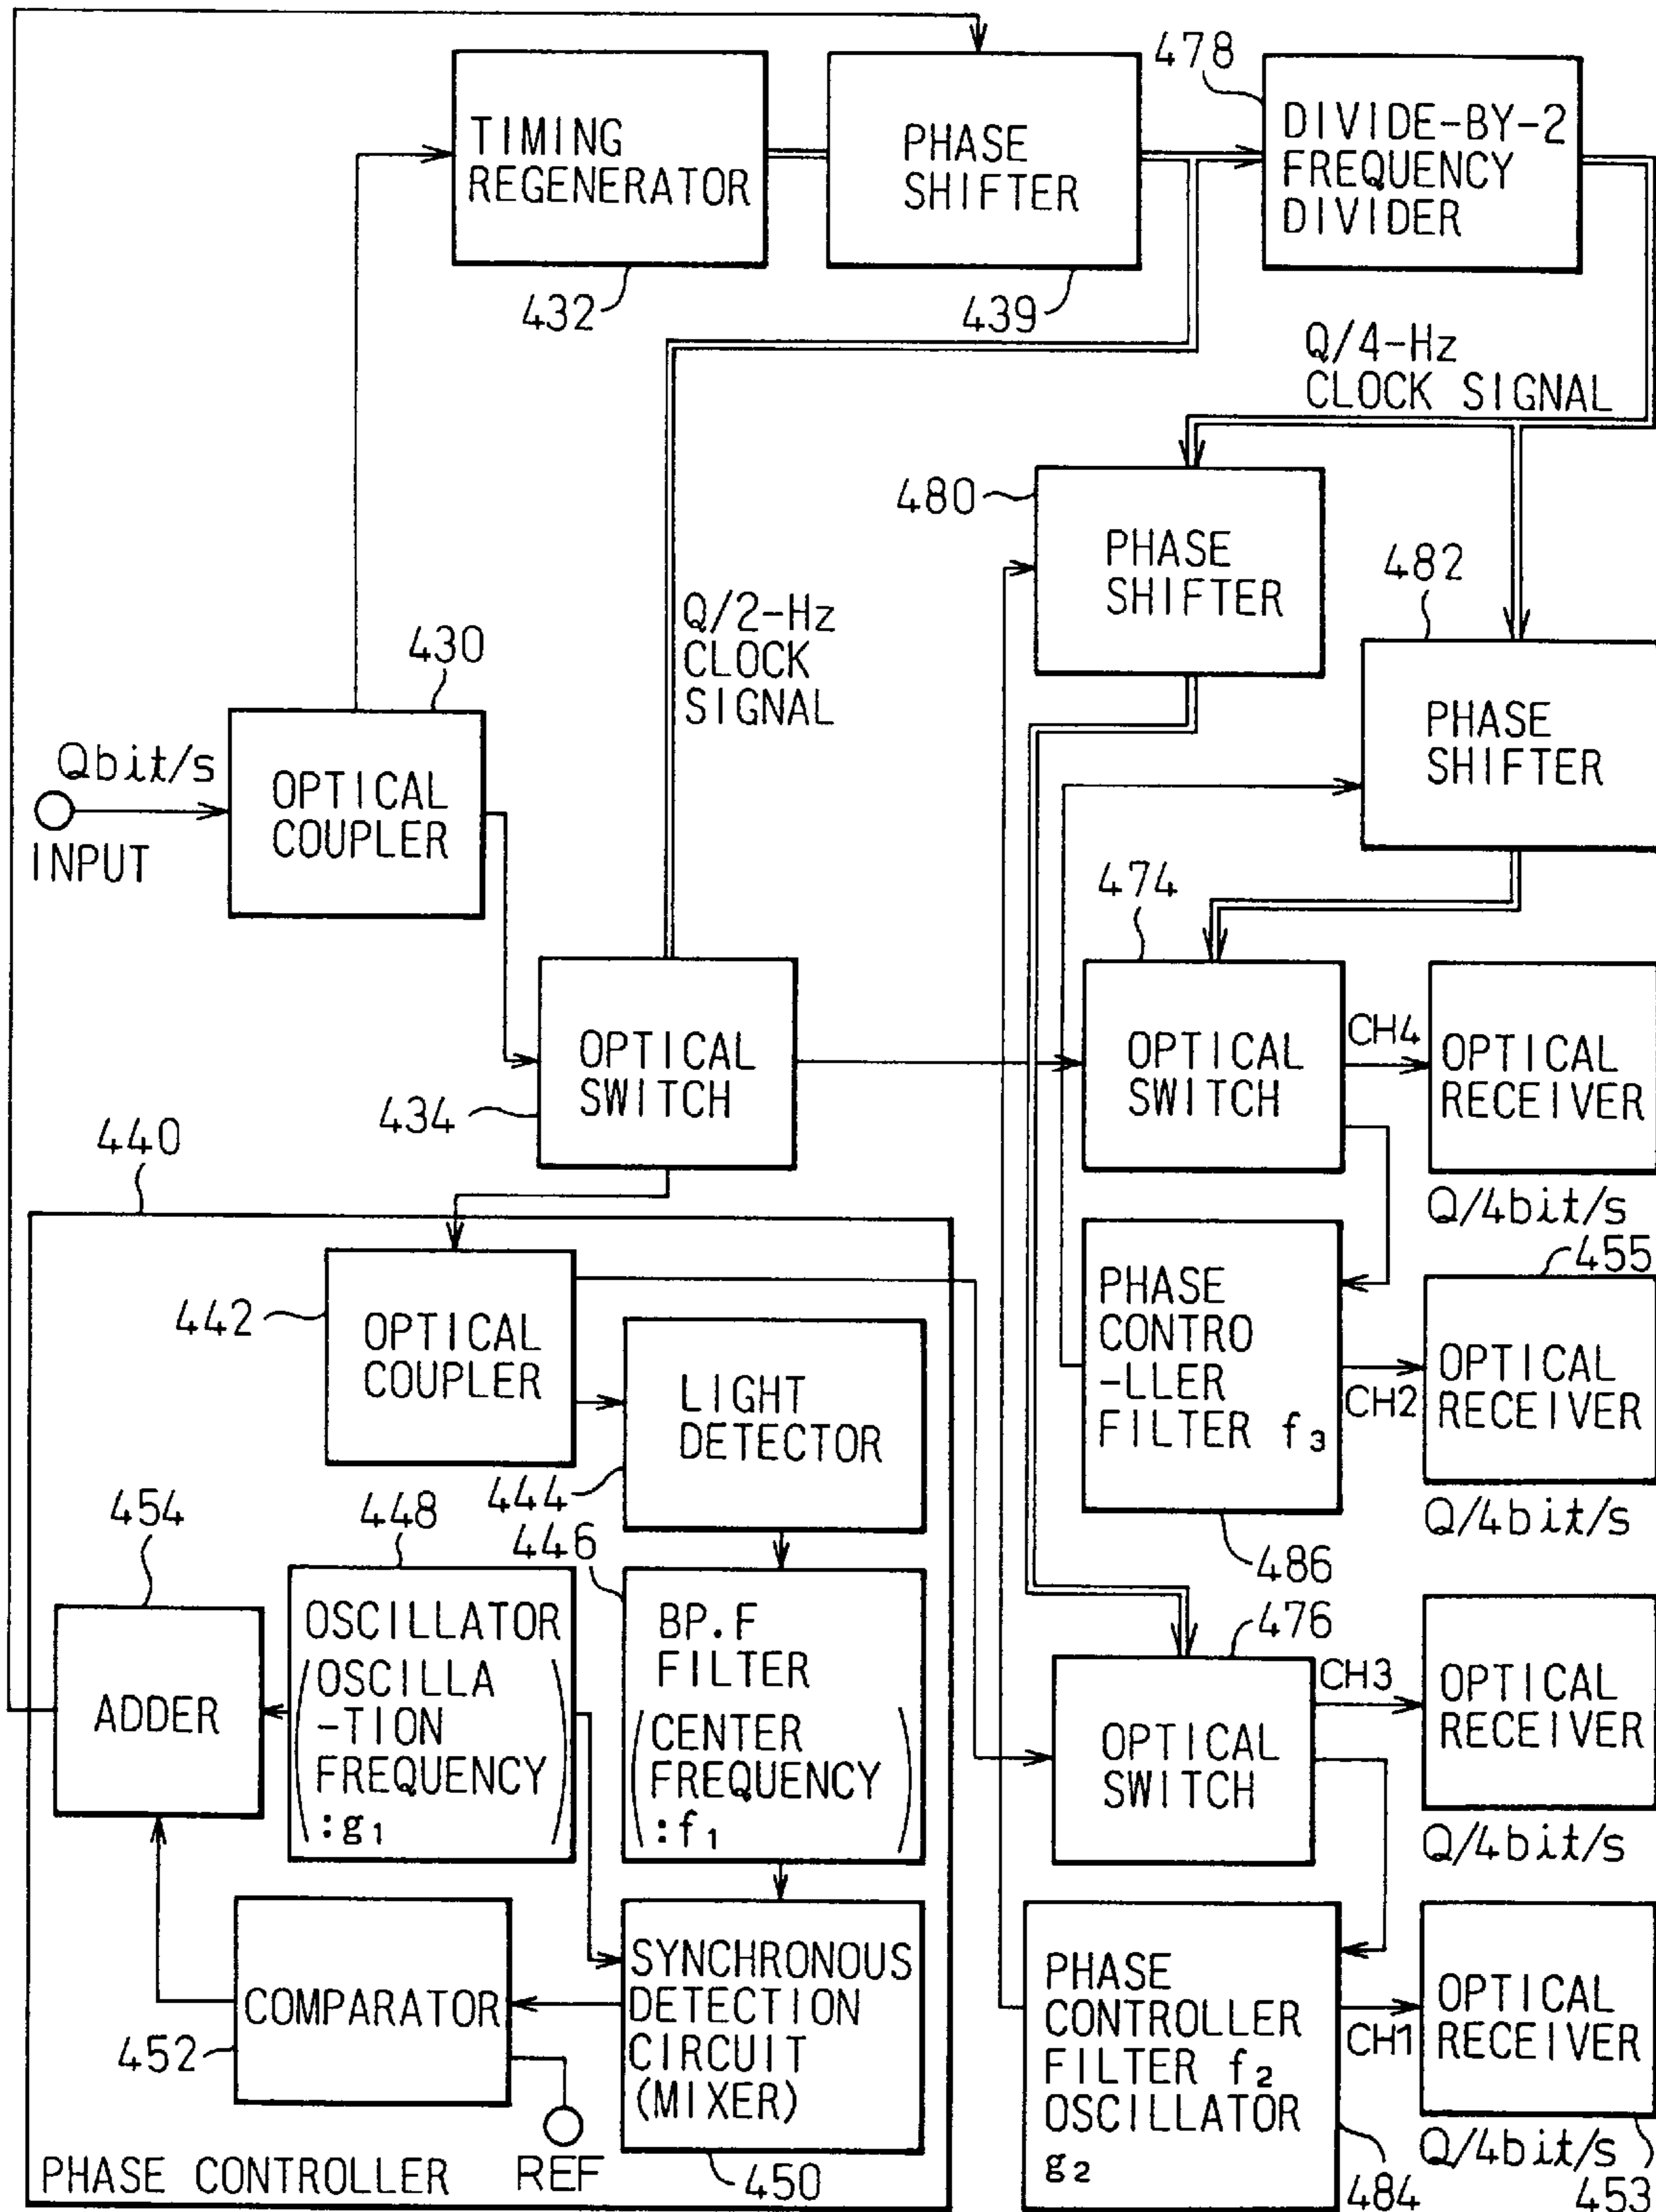 478
TIMING
REGENERATOR
PHASE
SHIFTER
DIVIDE-BY-2
FREQUENCY
DIVIDER
432
439
Q/4-Hz
CLOCK SIGNAL
480
PHASE
SHIFTER
482
Q/2-Hz
CLOCK
SIGNAL
430
PHASE
SHIFTER
Qbit/s
INPUT
OPTICAL
COUPLER
474
OPTICAL
SWITCH
434
OPTICAL
SWITCH
CH4
OPTICAL
RECEIVER
Q/4bit/s
440
442
OPTICAL
COUPLER
LIGHT
DETECTOR
444
PHASE
CONTRO
-LLER
FILTER f3
CH2
455
OPTICAL
RECEIVER
Q/4bit/s
486
454
448
446
ADDER
OSCILLATOR
(OSCILLA
-TION
FREQUENCY
:g1)
BP.F
FILTER
(CENTER
FREQUENCY
:f1)
476
OPTICAL
SWITCH
CH3
OPTICAL
RECEIVER
Q/4bit/s
COMPARATOR
452
REF
SYNCHRONOUS
DETECTION
CIRCUIT
(MIXER)
450
PHASE CONTROLLER
PHASE
CONTROLLER
FILTER f2
OSCILLATOR
g2
484
CH1
OPTICAL
RECEIVER
Q/4bit/s
453